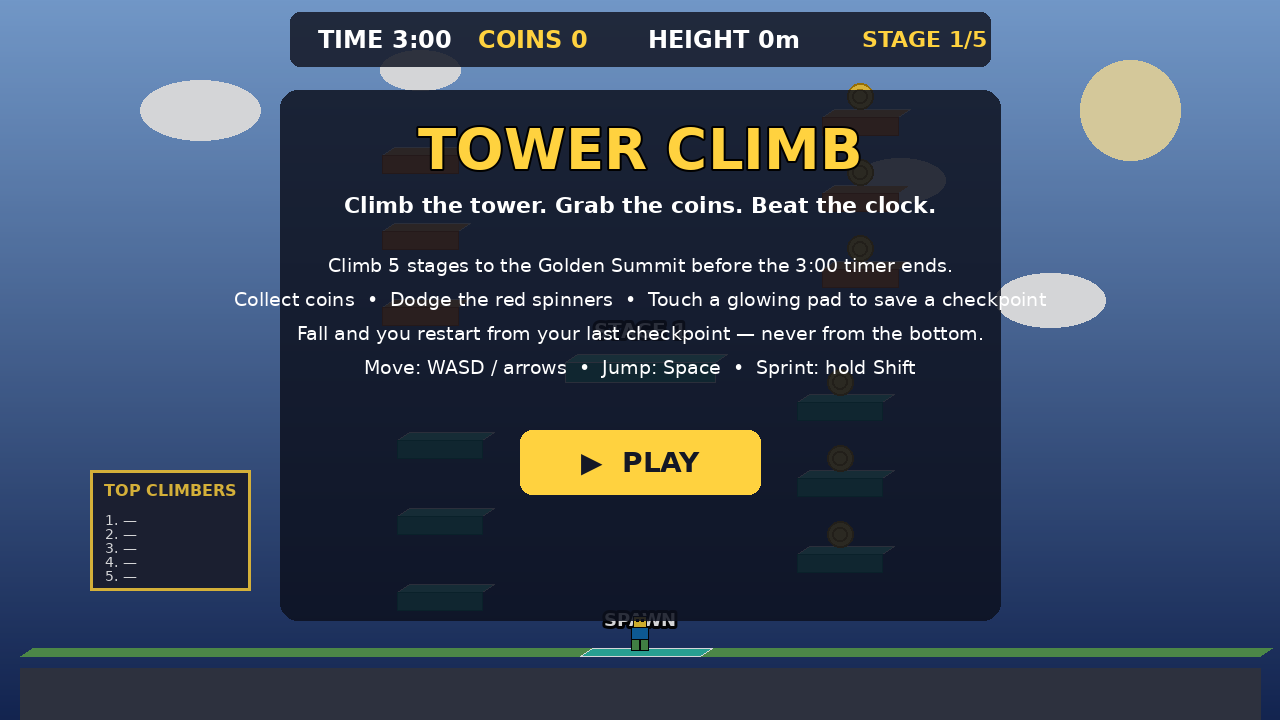 TIME 3:00 COINS 0 HEIGHT 0m STAGE 1/5
TOWER CLIMB
Climb the tower. Grab the coins. Beat the clock.
Climb 5 stages to the Golden Summit before the 3:00 timer ends.
Collect coins • Dodge the red spinners • Touch a glowing pad to save a checkpoint
STAGE 1
Fall and you restart from your last checkpoint — never from the bottom.
Move: WASD / arrows • Jump: Space • Sprint: hold Shift
▶ PLAY
TOP CLIMBERS
1. —
2. —
3. —
4. —
5. —
SPAWN